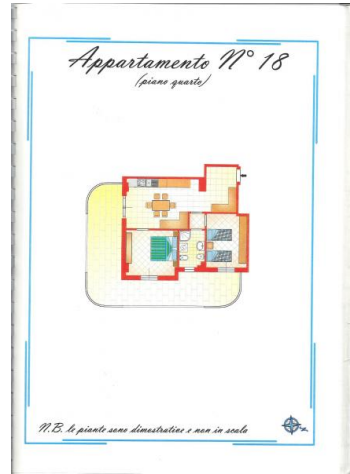 Appartamento N° 18
(piano quarto)
N.B. le piante sono dimostrative e non in scala